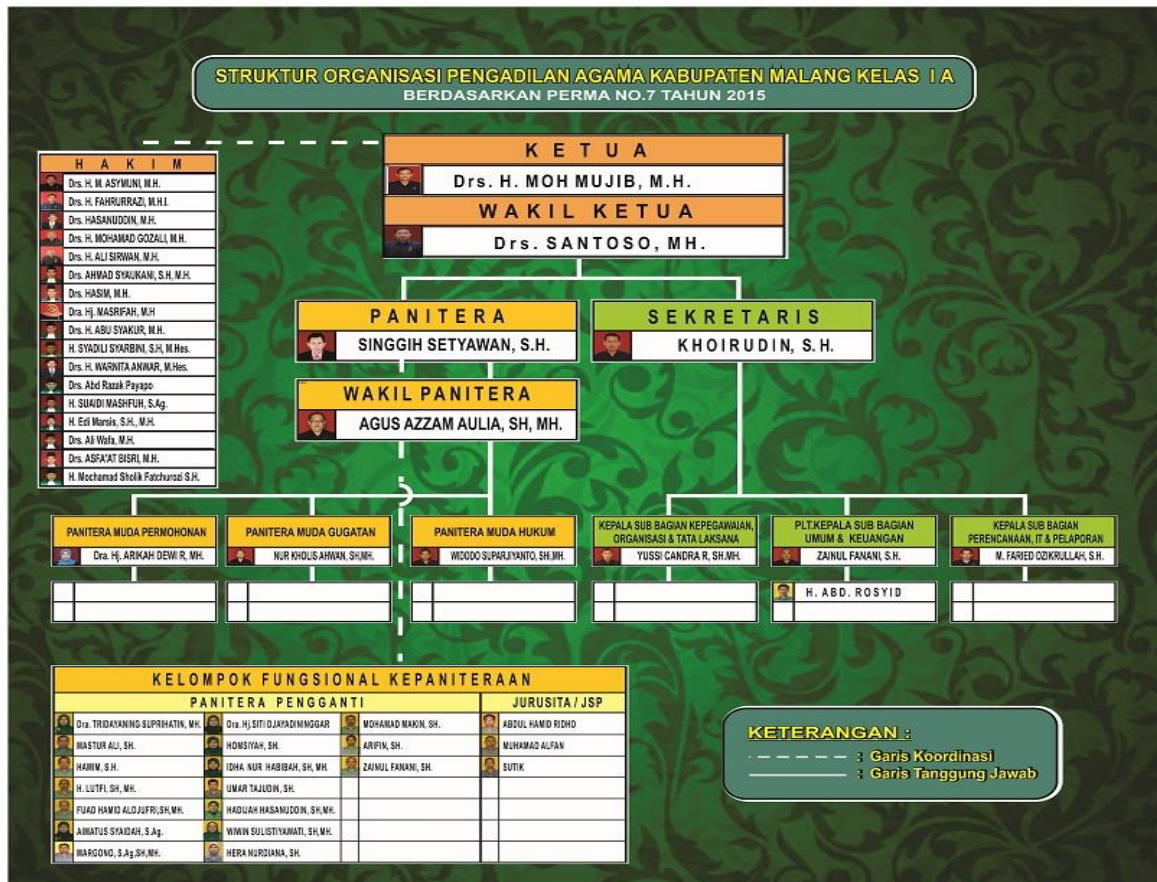 STRUKTUR ORGANISASI PENGADILAN AGAMA KABUPATEN MALANG KELAS I A
BERDASARKAN PERMA NO.7 TAHUN 2015
KETUA
Drs. H. MOH MUJIB, M.H.
WAKIL KETUA
Drs. SANTOSO, MH.
HAKIM
Drs. H. M. ASYMUNI, M.H.
Drs. H. FAHRURRAZI, M.H.I.
Drs. HASANUDDIN, M.H.
Drs. H. MOHAMAD GOZALI, M.H.
Drs. H. ALI SIRWAN, M.H.
Drs. AHMAD SYAUKANI, S.H, M.H.
Drs. HASIM, M.H.
Dra. Hj. MASRIFAH, M.H
Drs. H. ABU SYAKUR, M.H.
H. SYADILI SYARBINI, S.H, M.Hes.
Drs. H. WARNITA ANWAR, M.Hes.
Drs. Abd Razak Payapo
H. SUAIDI MASHFUH, S.Ag.
H. Edi Marsis, S.H., M.H.
Drs. Ali Wafa, M.H.
Drs. ASFA'AT BISRI, M.H.
H. Mochamad Sholik Fatchurozi S.H.
PANITERA
SINGGIH SETYAWAN, S.H.
SEKRETARIS
KHOIRUDIN, S. H.
WAKIL PANITERA
AGUS AZZAM AULIA, SH, MH.
PANITERA MUDA PERMOHONAN
Dra. Hj. ARIKAH DEWI R, MH.
PANITERA MUDA GUGATAN
NUR KHOLIS AHWAN, SH,MH.
PANITERA MUDA HUKUM
WIDODO SUPARJIYANTO, SH,MH.
KEPALA SUB BAGIAN KEPEGAWAIAN,
ORGANISASI & TATA LAKSANA
YUSSI CANDRA R, SH.MH.
PLT.KEPALA SUB BAGIAN
UMUM & KEUANGAN
ZAINUL FANANI, S.H.
H. ABD. ROSYID
KEPALA SUB BAGIAN
PERENCANAAN, IT & PELAPORAN
M. FARIED DZIKRULLAH, S.H.
KELOMPOK FUNGSIONAL KEPANITERAAN
PANITERA PENGGANTI
JURUSITA / JSP
Dra. TRIDAYANING SUPRIHATIN, MH.
Dra. Hj.SITI DJAYADININGGAR
MOHAMAD MAKIN, SH.
ABDUL HAMID RIDHO
MASTUR ALI, SH.
HOMSIYAH, SH.
ARIFIN, SH.
MUHAMAD ALFAN
HAMIM, S.H.
IDHA NUR HABIBAH, SH, MH.
ZAINUL FANANI, SH.
SUTIK
H. LUTFI, SH, MH.
UMAR TAJUDIN, SH.
FUAD HAMID ALDJUFRI,SH,MH.
HADIJAH HASANUDDIN, SH,MH.
AIMATUS SYAIDAH, S.Ag.
WIWIN SULISTIYAWATI, SH,MH.
MARGONO, S.Ag,SH,MH.
HERA NURDIANA, SH.
KETERANGAN :
: Garis Koordinasi
: Garis Tanggung Jawab